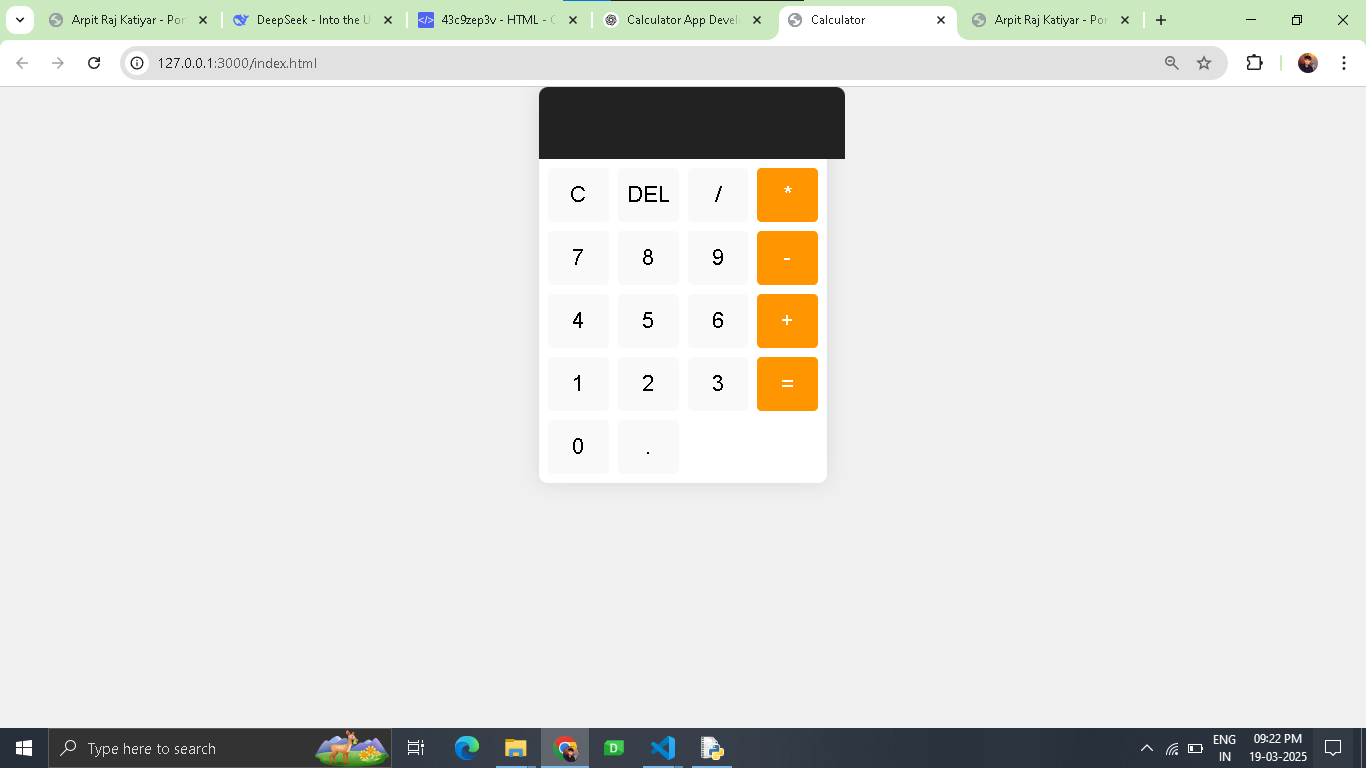 Arpit Raj Katiyar - Por
DeepSeek - Into the U
43c9zep3v - HTML - C
Calculator App Devel
Calculator
Arpit Raj Katiyar - Por
127.0.0.1:3000/index.html
C DEL / *
7 8 9 -
4 5 6 +
1 2 3 =
0 .
Type here to search
D
ENG
IN
09:22 PM
19-03-2025